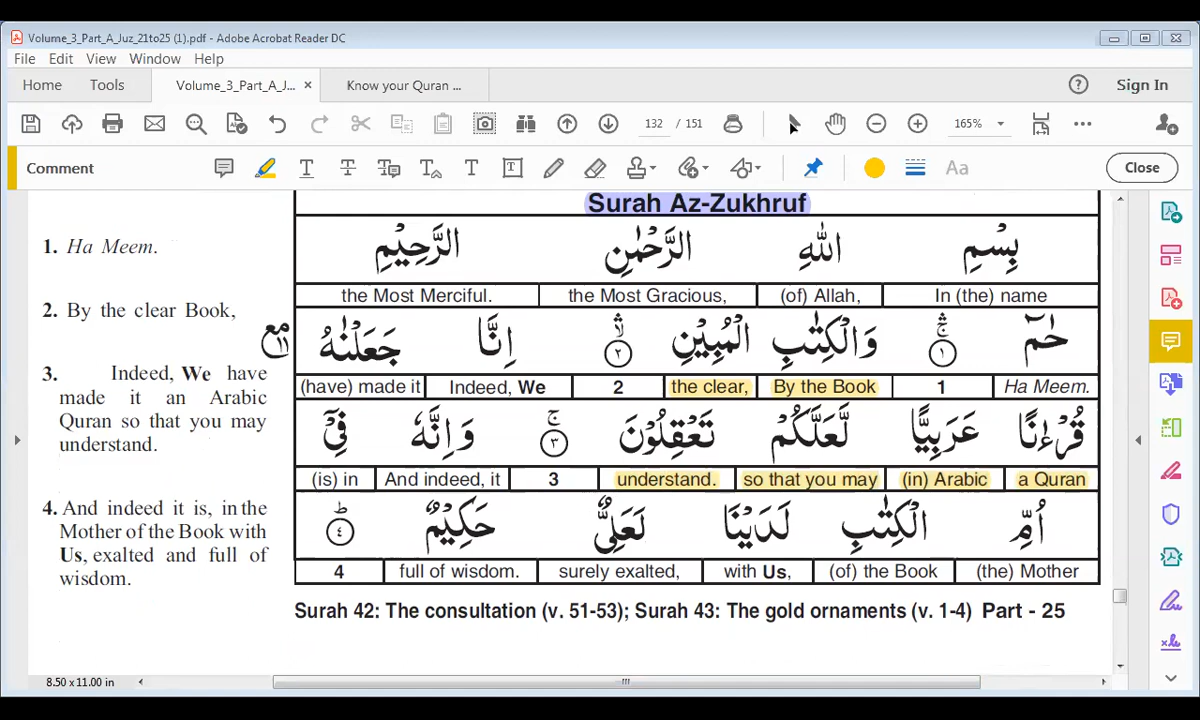 Volume_3_Part_A_Juz_21to25 (1).pdf - Adobe Acrobat Reader DC
File Edit View Window Help
Home Tools Volume_3_Part_A_J... × Know your Quran ... Sign In
132 / 151 165%
Comment Close
Surah Az-Zukhruf
1. Ha Meem.
2. By the clear Book,
3. Indeed, We have
made it an Arabic
Quran so that you may
understand.
4. And indeed it is, in the
Mother of the Book with
Us, exalted and full of
wisdom.
بِسْمِ اللّٰهِ الرَّحْمٰنِ الرَّحِيْمِ
In (the) name (of) Allah, the Most Gracious, the Most Merciful.
حٰمٓ ۚ ١ وَالْكِتٰبِ الْمُبِيْنِ ۛ ٢ اِنَّا جَعَلْنٰهُ مع ١١
Ha Meem. 1 By the Book the clear, 2 Indeed, We (have) made it
قُرْءٰنًا عَرَبِيًّا لَّعَلَّكُمْ تَعْقِلُوْنَ ۚ ٣ وَاِنَّهٗ فِيْٓ
a Quran (in) Arabic so that you may understand. 3 And indeed, it (is) in
اُمِّ الْكِتٰبِ لَدَيْنَا لَعَلِىٌّ حَكِيْمٌ ؕ ٤
(the) Mother (of) the Book with Us, surely exalted, full of wisdom. 4
Surah 42: The consultation (v. 51-53); Surah 43: The gold ornaments (v. 1-4) Part - 25
8.50 x 11.00 in